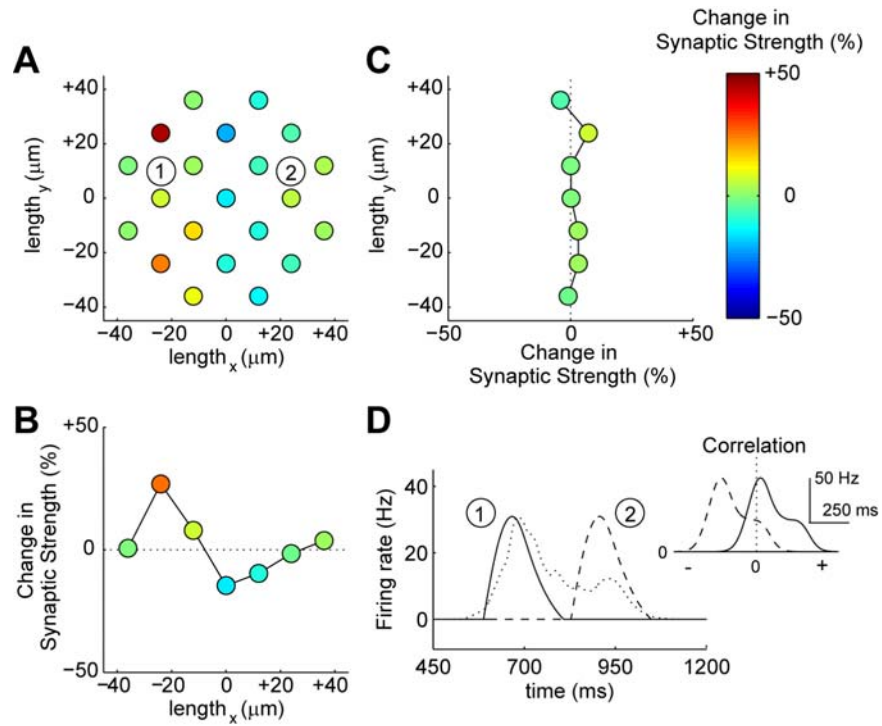 Change in
Synaptic Strength (%)
A
+40
+20
0
−20
−40
length_y (μm)
1
2
−40
−20
0
+20
+40
length_x (μm)
C
+40
+20
0
−20
−40
length_y (μm)
−50
0
+50
Change in
Synaptic Strength (%)
+50
0
−50
B
+50
0
−50
Change in
Synaptic Strength (%)
−40
−20
0
+20
+40
length_x (μm)
D
40
20
0
Firing rate (Hz)
1
2
450
700
950
1200
time (ms)
Correlation
50 Hz
250 ms
0
-
0
+